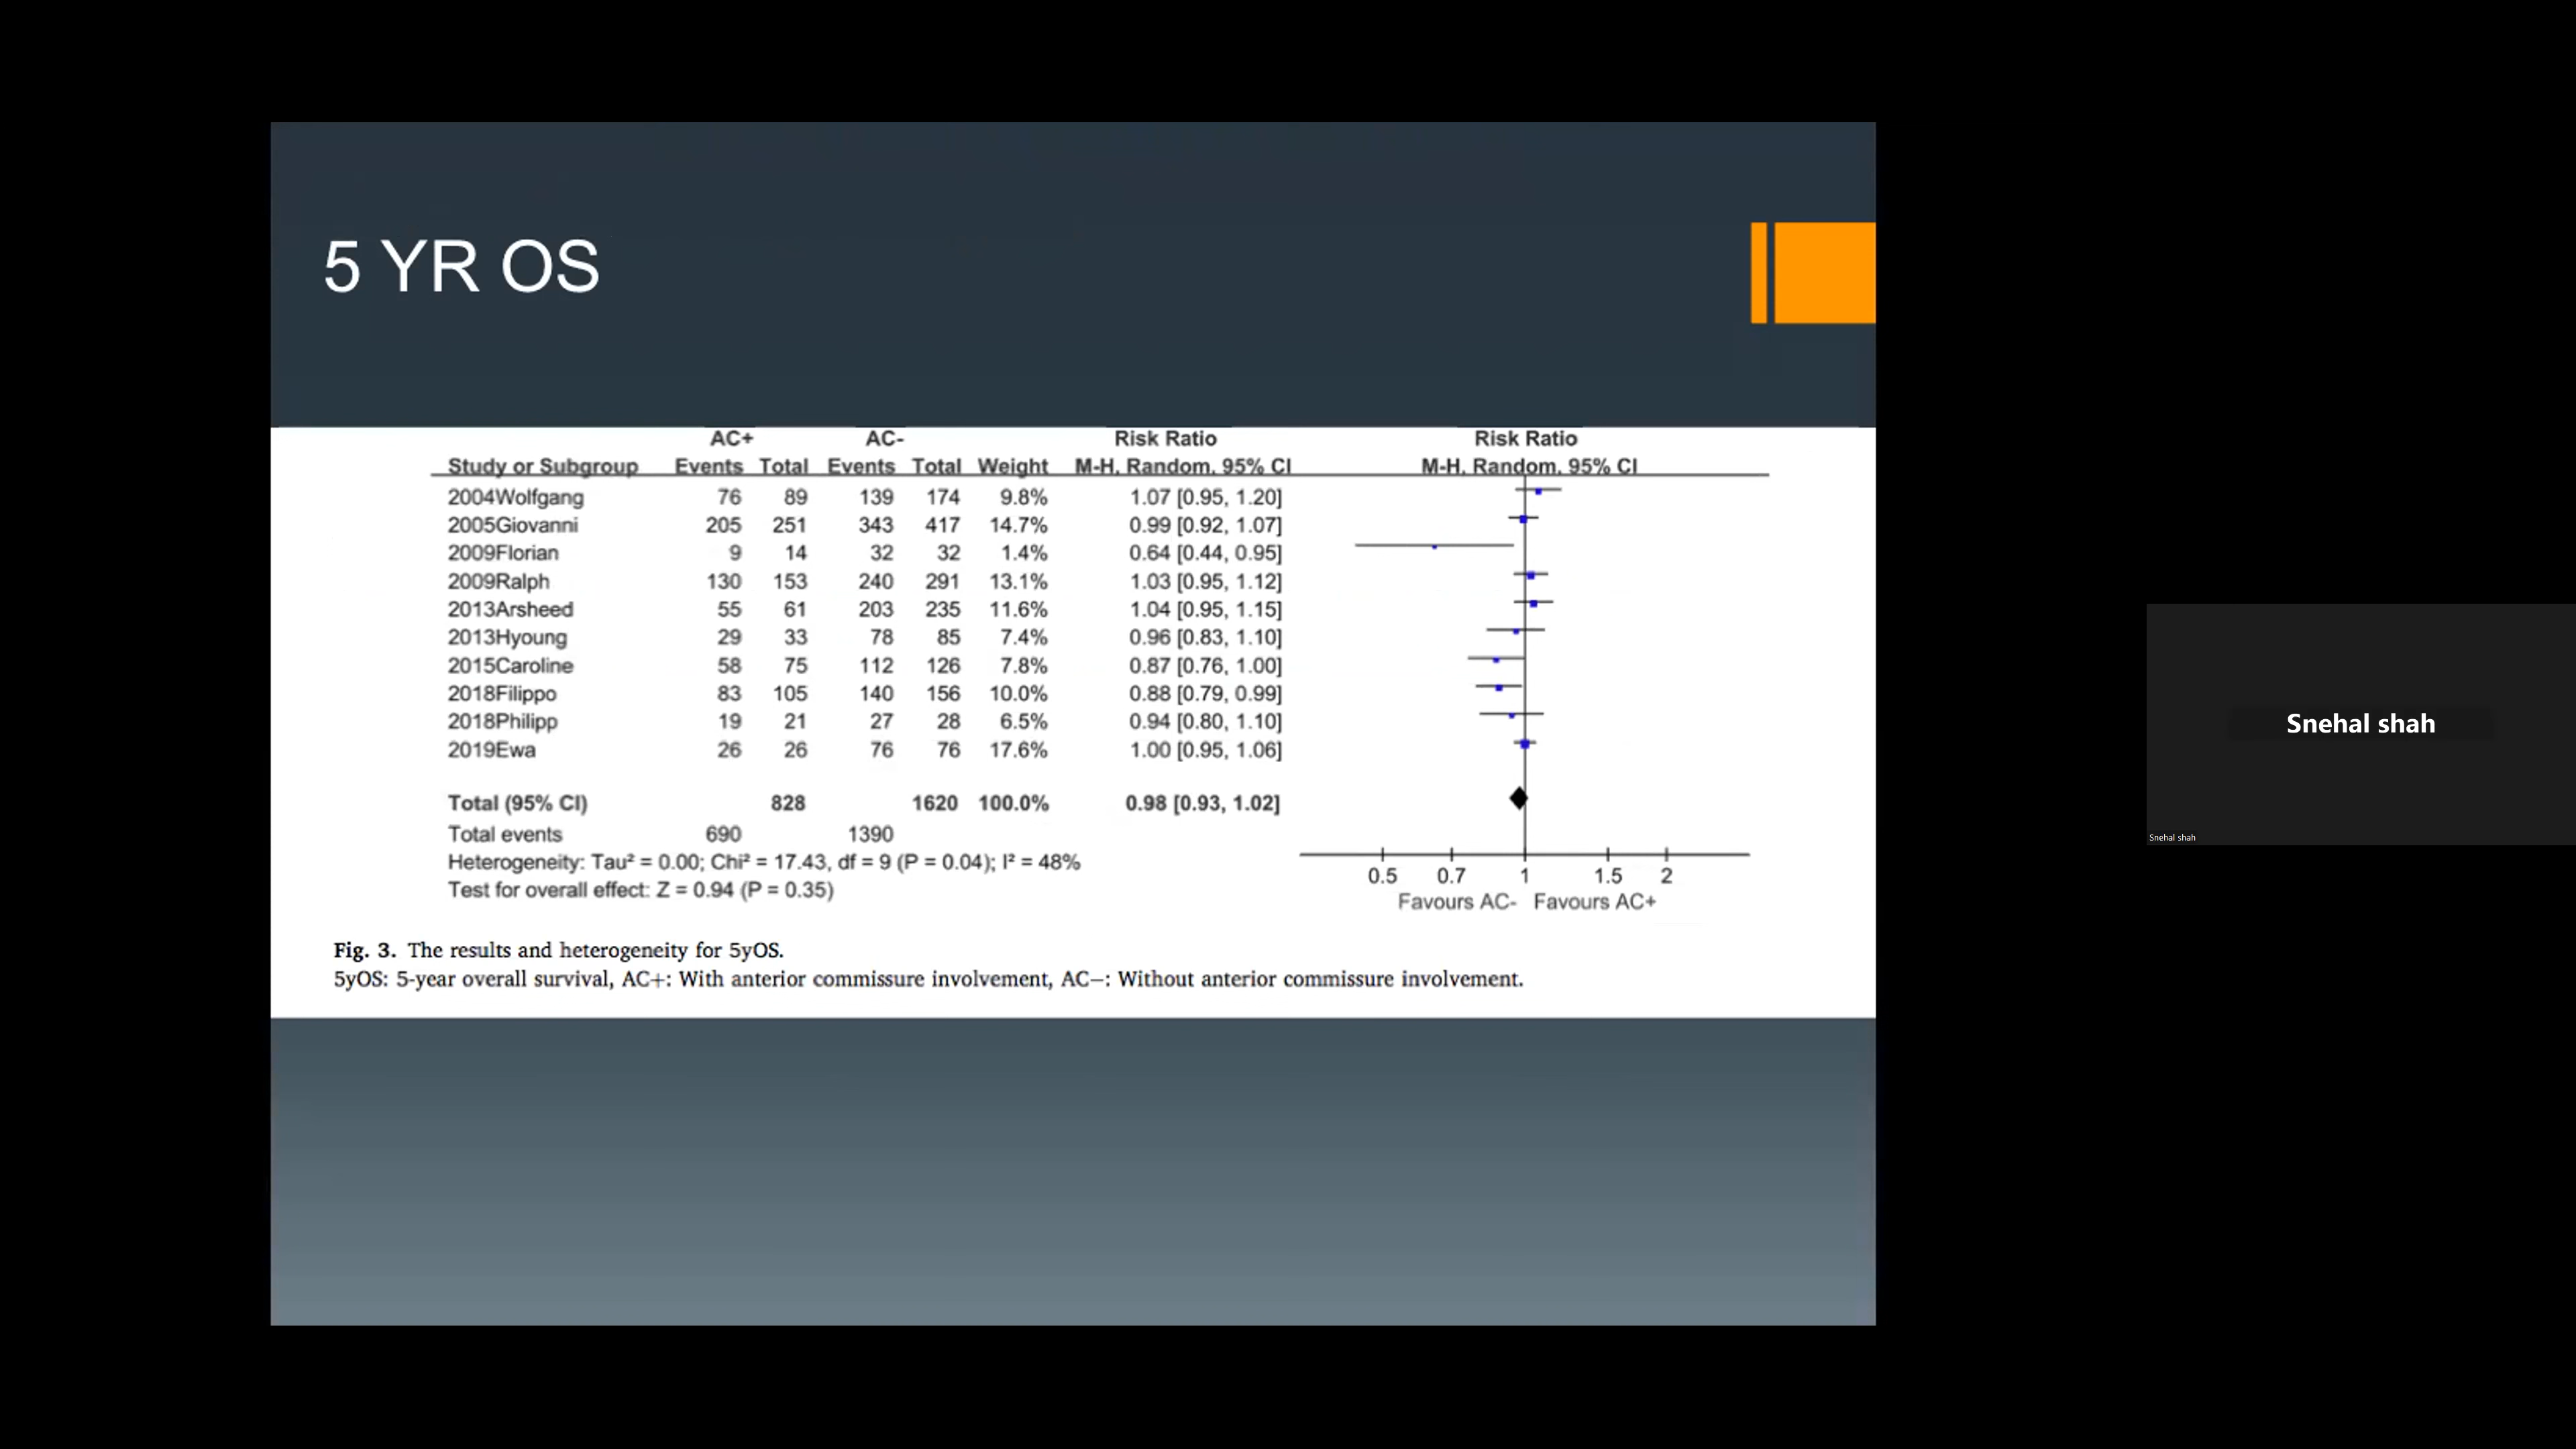 5 YR OS
AC+ AC- Risk Ratio Risk Ratio
Study or Subgroup Events Total Events Total Weight M-H, Random, 95% CI M-H, Random, 95% CI
2004Wolfgang 76 89 139 174 9.8% 1.07 [0.95, 1.20]
2005Giovanni 205 251 343 417 14.7% 0.99 [0.92, 1.07]
2009Florian 9 14 32 32 1.4% 0.64 [0.44, 0.95]
2009Ralph 130 153 240 291 13.1% 1.03 [0.95, 1.12]
2013Arsheed 55 61 203 235 11.6% 1.04 [0.95, 1.15]
2013Hyoung 29 33 78 85 7.4% 0.96 [0.83, 1.10]
2015Caroline 58 75 112 126 7.8% 0.87 [0.76, 1.00]
2018Filippo 83 105 140 156 10.0% 0.88 [0.79, 0.99]
2018Philipp 19 21 27 28 6.5% 0.94 [0.80, 1.10]
2019Ewa 26 26 76 76 17.6% 1.00 [0.95, 1.06]
Total (95% CI) 828 1620 100.0% 0.98 [0.93, 1.02]
Total events 690 1390
Heterogeneity: Tau² = 0.00; Chi² = 17.43, df = 9 (P = 0.04); I² = 48%
Test for overall effect: Z = 0.94 (P = 0.35)
0.5 0.7 1 1.5 2
Favours AC- Favours AC+
Fig. 3. The results and heterogeneity for 5yOS.
5yOS: 5-year overall survival, AC+: With anterior commissure involvement, AC−: Without anterior commissure involvement.
Snehal shah
Snehal shah